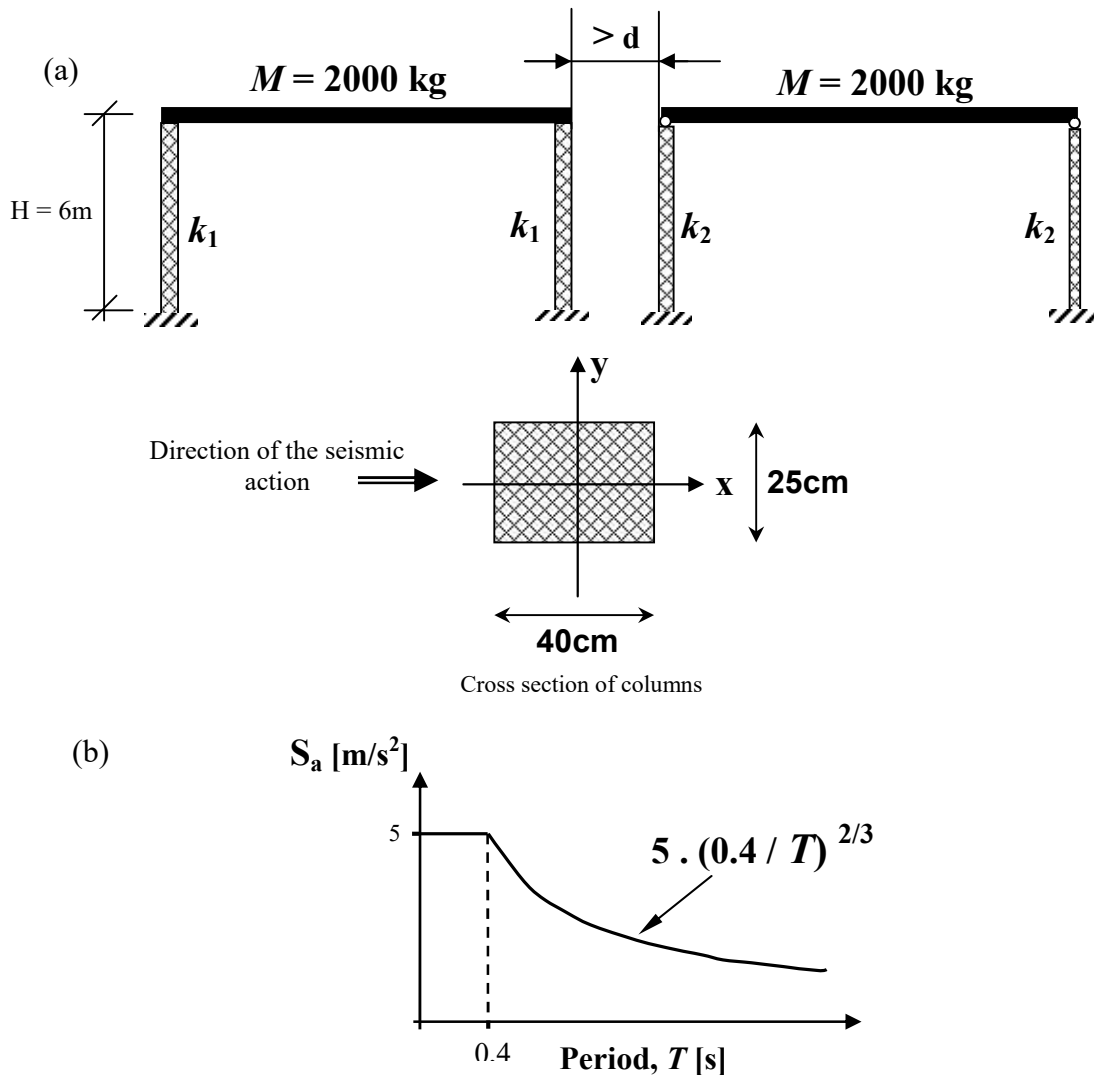 > d
(a)
M = 2000 kg
M = 2000 kg
H = 6m
k1
k1
k2
k2
y
Direction of the seismic
action
x
25cm
40cm
Cross section of columns
(b)
Sa [m/s²]
5
5 . (0.4 / T) 2/3
0.4
Period, T [s]